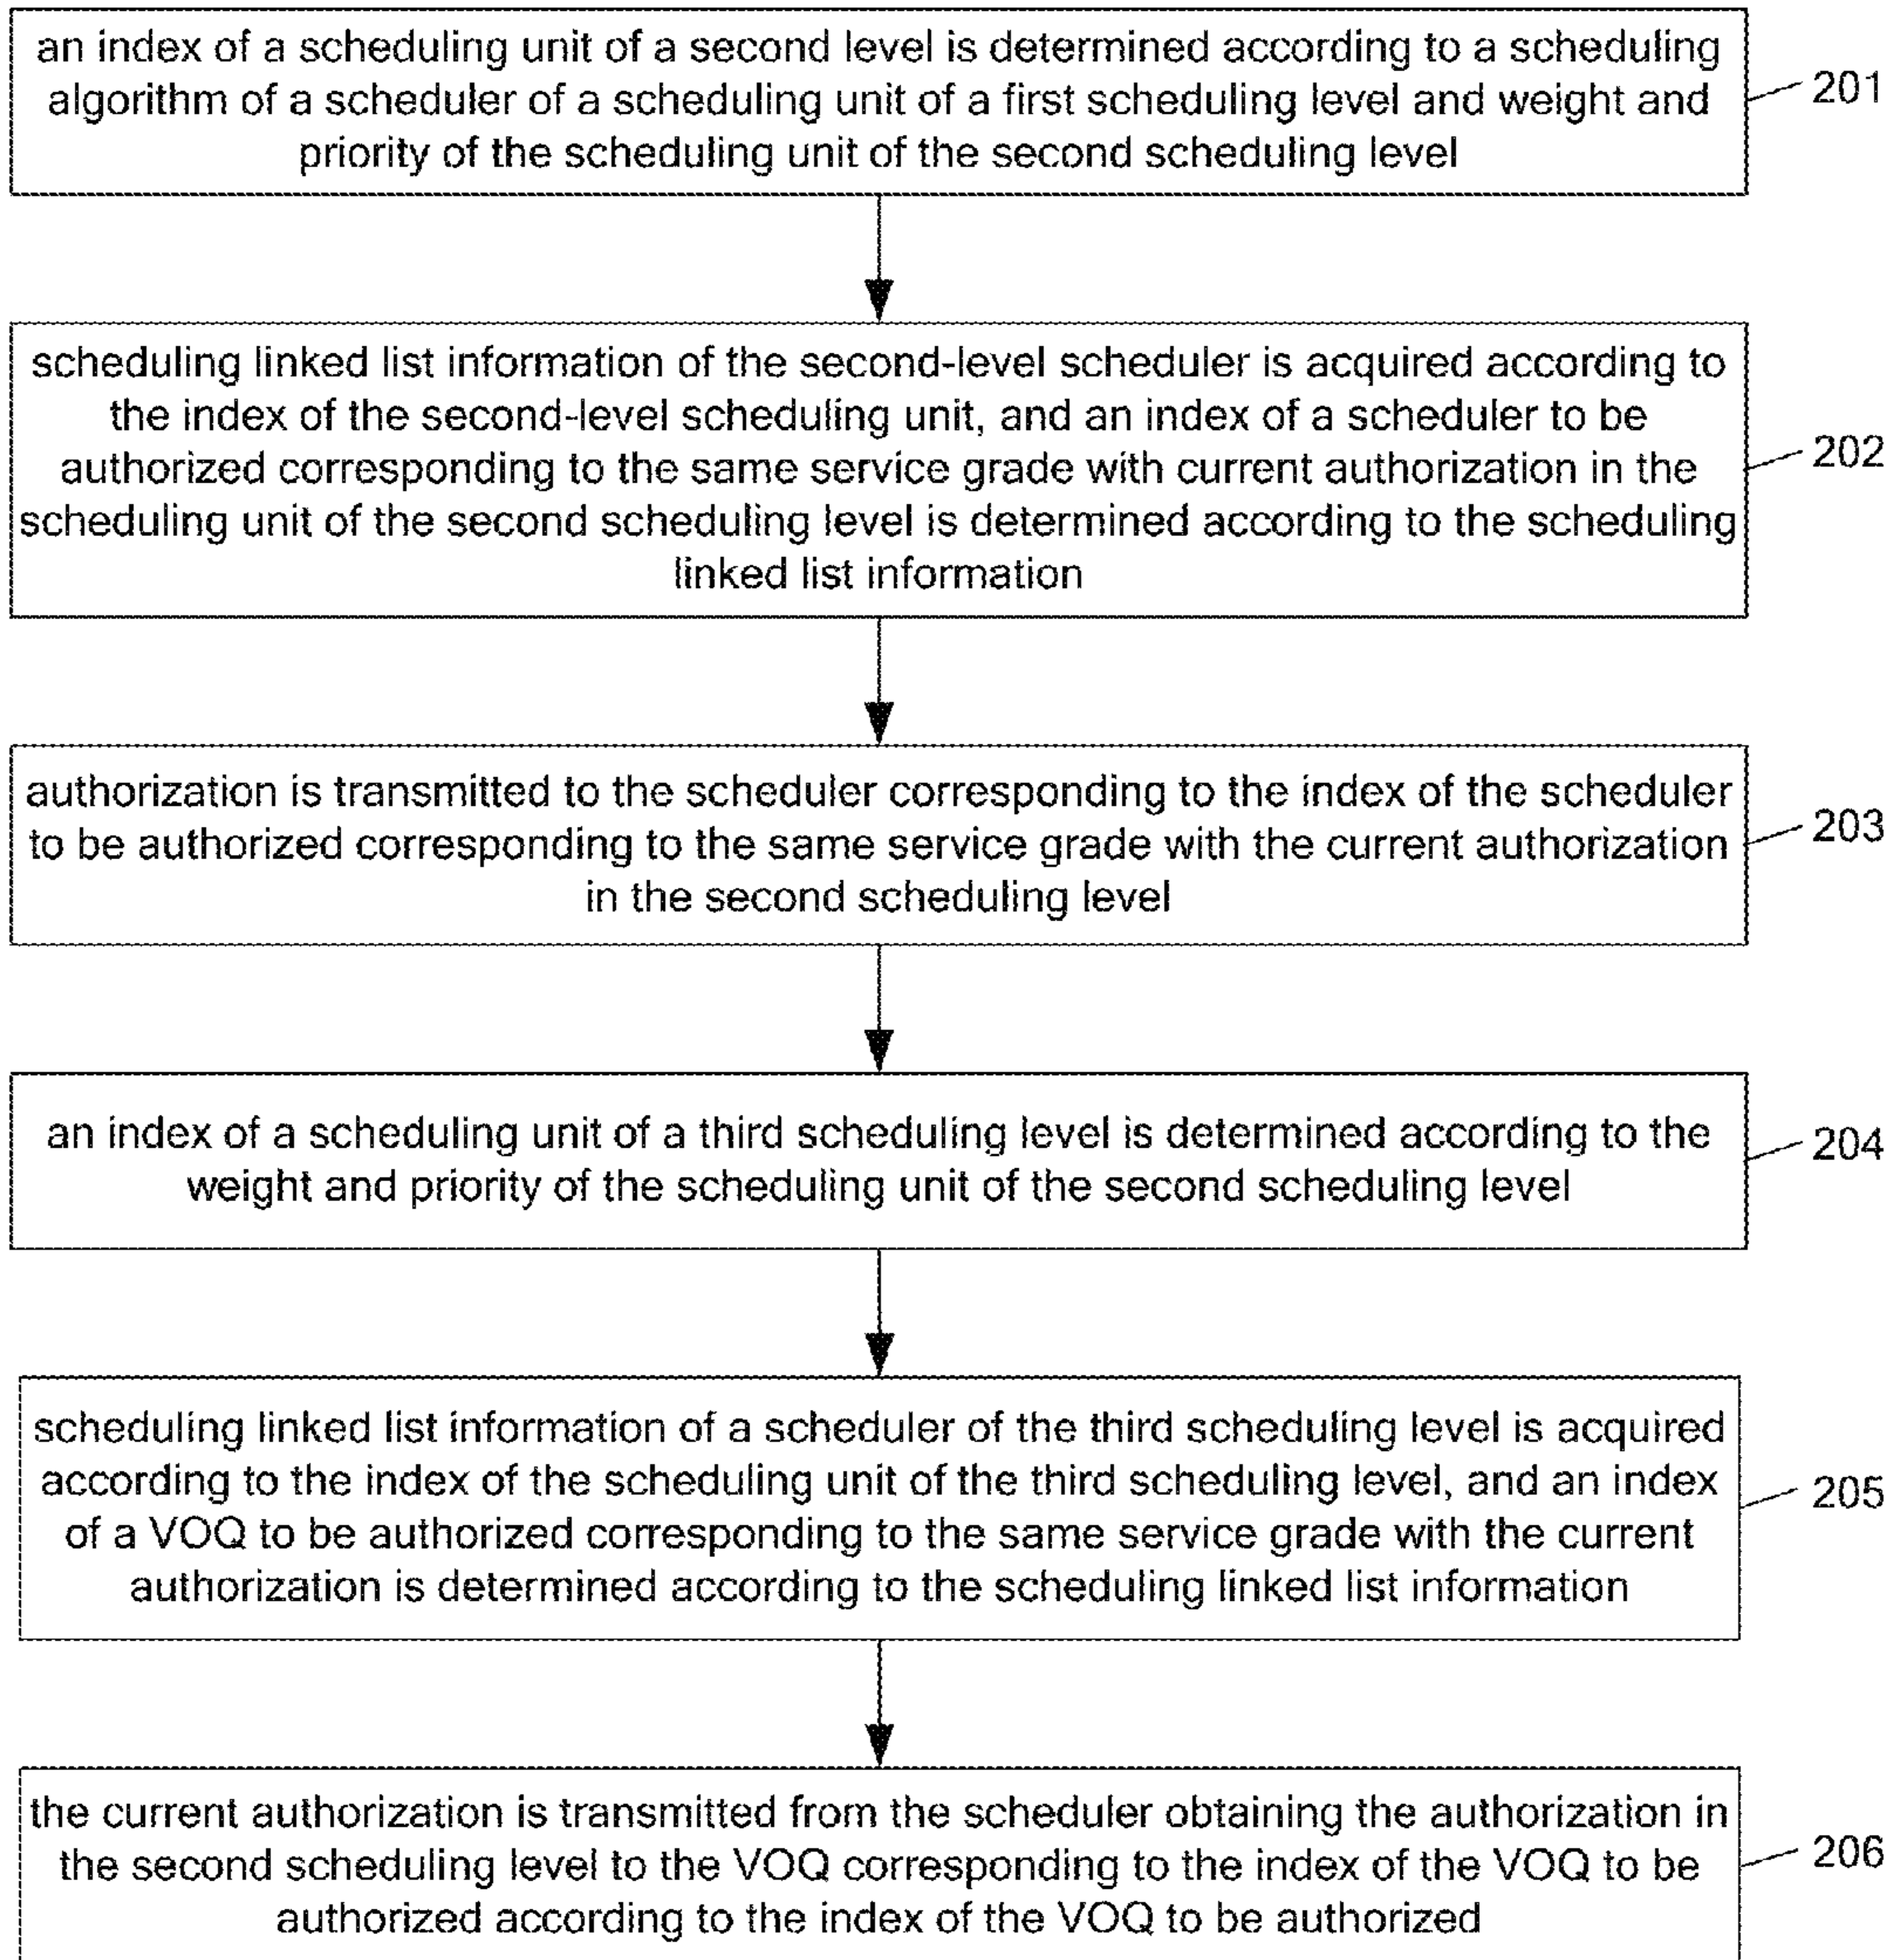 an index of a scheduling unit of a second level is determined according to a scheduling
algorithm of a scheduler of a scheduling unit of a first scheduling level and weight and
priority of the scheduling unit of the second scheduling level
201
scheduling linked list information of the second-level scheduler is acquired according to
the index of the second-level scheduling unit, and an index of a scheduler to be
authorized corresponding to the same service grade with current authorization in the
scheduling unit of the second scheduling level is determined according to the scheduling
linked list information
202
authorization is transmitted to the scheduler corresponding to the index of the scheduler
to be authorized corresponding to the same service grade with the current authorization
in the second scheduling level
203
an index of a scheduling unit of a third scheduling level is determined according to the
weight and priority of the scheduling unit of the second scheduling level
204
scheduling linked list information of a scheduler of the third scheduling level is acquired
according to the index of the scheduling unit of the third scheduling level, and an index
of a VOQ to be authorized corresponding to the same service grade with the current
authorization is determined according to the scheduling linked list information
205
the current authorization is transmitted from the scheduler obtaining the authorization in
the second scheduling level to the VOQ corresponding to the index of the VOQ to be
authorized according to the index of the VOQ to be authorized
206